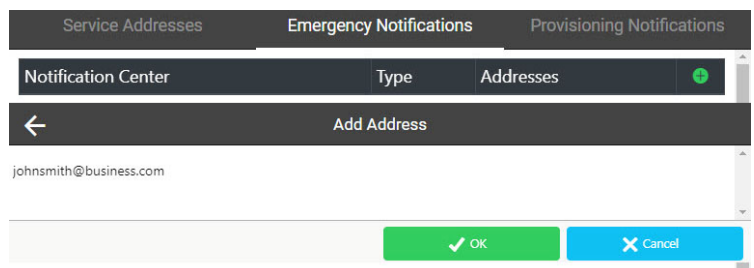 Service Addresses Emergency Notifications Provisioning Notifications
Notification Center Type Addresses
Add Address
johnsmith@business.com
OK Cancel